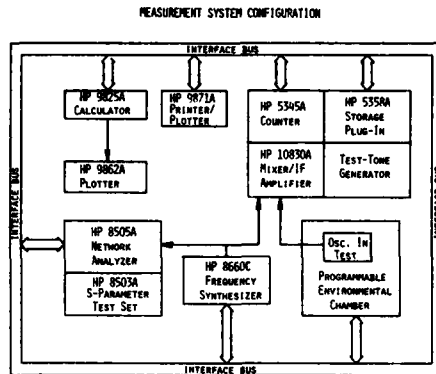 MEASUREMENT SYSTEM CONFIGURATION
INTERFACE BUS
HP 9825A
CALCULATOR
HP 9871A
PRINTER/
PLOTTER
HP 5345A
COUNTER
HP 5358A
STORAGE
PLUG-IN
HP 9862A
PLOTTER
HP 10830A
MIXER/IF
AMPLIFIER
TEST-TONE
GENERATOR
INTERFACE BUS
INTERFACE BUS
HP 8505A
NETWORK
ANALYZER
HP 8503A
S-PARAMETER
TEST SET
HP 8660C
FREQUENCY
SYNTHESIZER
OSC. IN
TEST
PROGRAMMABLE
ENVIRONMENTAL
CHAMBER
INTERFACE BUS